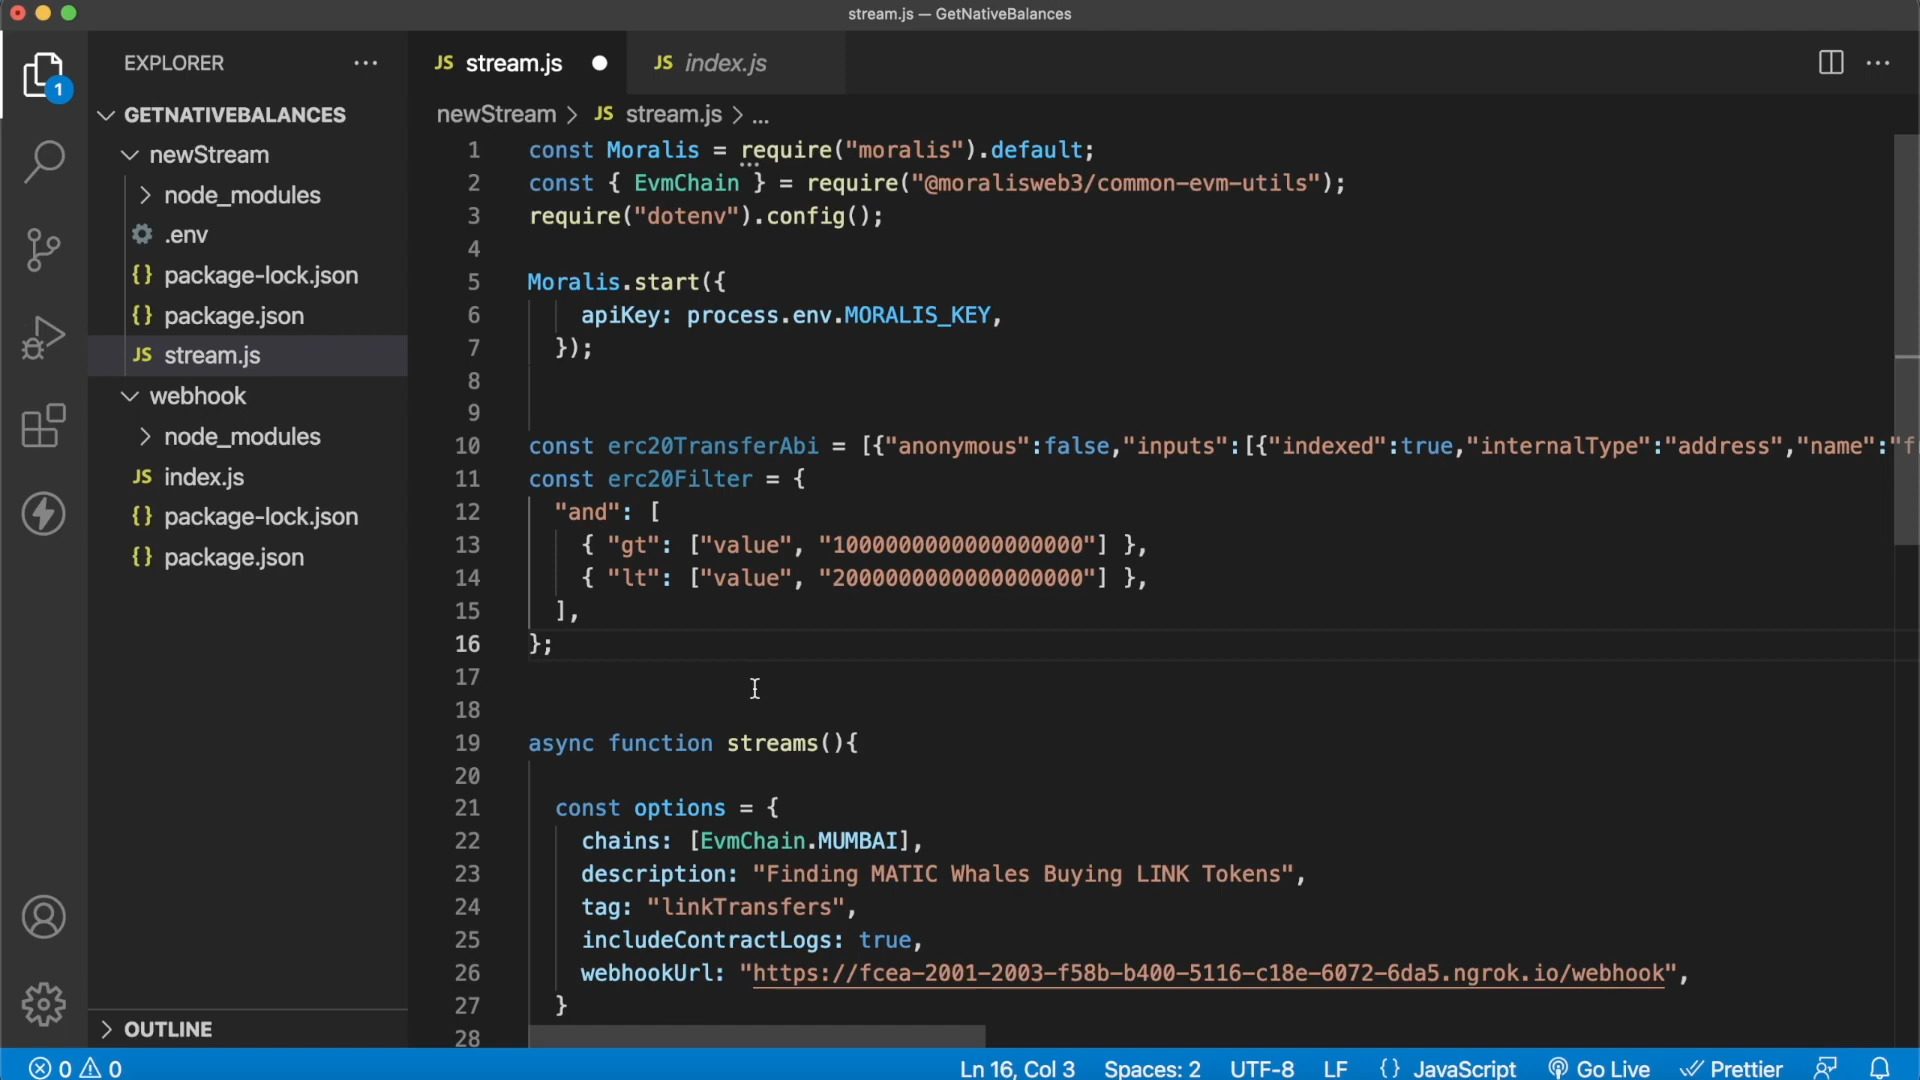 stream.js — GetNativeBalances
EXPLORER
1
GETNATIVEBALANCES
newStream
node_modules
.env
package-lock.json
package.json
JS stream.js
webhook
node_modules
JS index.js
package-lock.json
package.json
OUTLINE
JS stream.js
JS index.js
newStream > JS stream.js > ...
1 const Moralis = require("moralis").default;
2 const { EvmChain } = require("@moralisweb3/common-evm-utils");
3 require("dotenv").config();
4
5 Moralis.start({
6 apiKey: process.env.MORALIS_KEY,
7 });
8
9
10 const erc20TransferAbi = [{"anonymous":false,"inputs":[{"indexed":true,"internalType":"address","name":"f
11 const erc20Filter = {
12 "and": [
13 { "gt": ["value", "1000000000000000000"] },
14 { "lt": ["value", "2000000000000000000"] },
15 ],
16 };
17
18
19 async function streams(){
20
21 const options = {
22 chains: [EvmChain.MUMBAI],
23 description: "Finding MATIC Whales Buying LINK Tokens",
24 tag: "linkTransfers",
25 includeContractLogs: true,
26 webhookUrl: "https://fcea-2001-2003-f58b-b400-5116-c18e-6072-6da5.ngrok.io/webhook",
27 }
28
0 0 Ln 16, Col 3 Spaces: 2 UTF-8 LF {} JavaScript Go Live Prettier